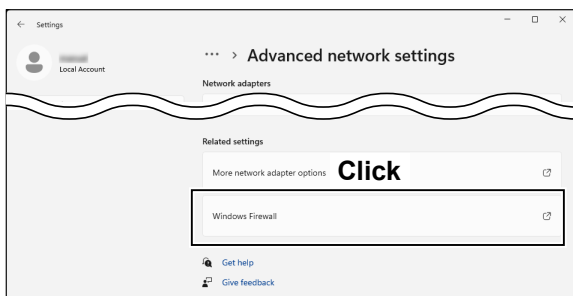 Settings
Local Account
... > Advanced network settings
Network adapters
Related settings
More network adapter options
Click
Windows Firewall
Get help
Give feedback